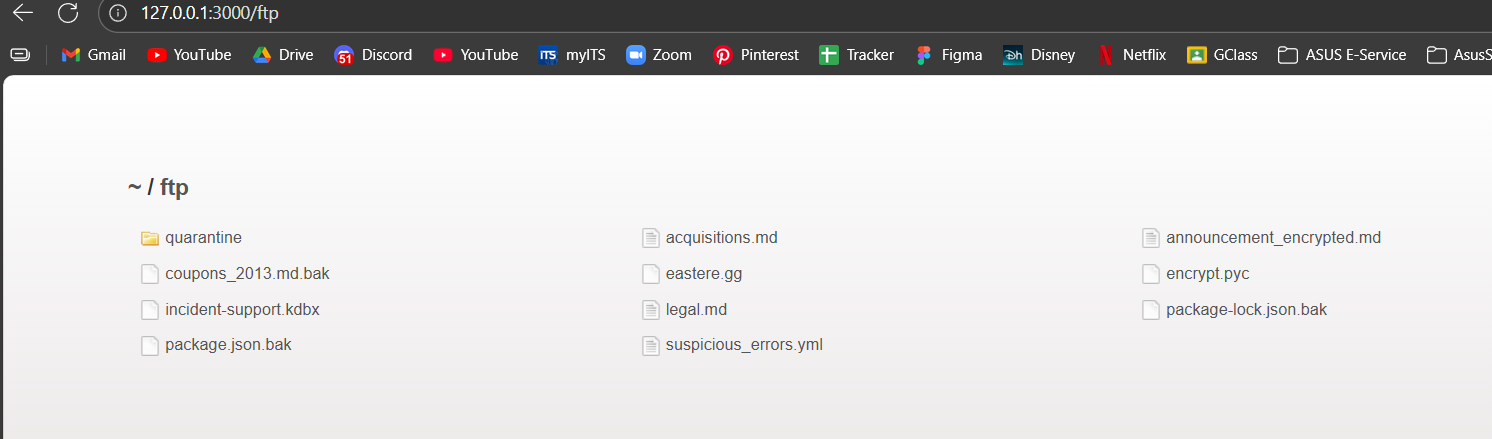 127.0.0.1:3000/ftp
Gmail YouTube Drive 51 Discord YouTube ITS myITS Zoom Pinterest Tracker Figma Dh Disney Netflix GClass ASUS E-Service AsusS
~ / ftp
quarantine acquisitions.md announcement_encrypted.md
coupons_2013.md.bak eastere.gg encrypt.pyc
incident-support.kdbx legal.md package-lock.json.bak
package.json.bak suspicious_errors.yml